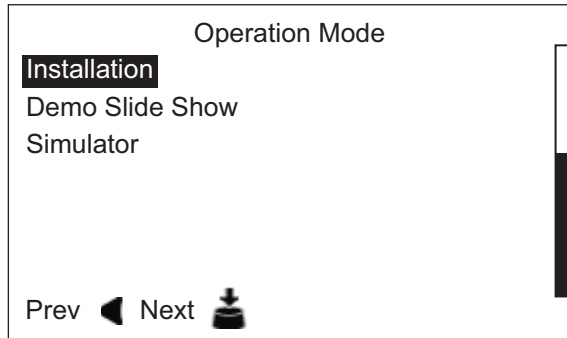 Operation Mode
Installation
Demo Slide Show
Simulator
Prev Next